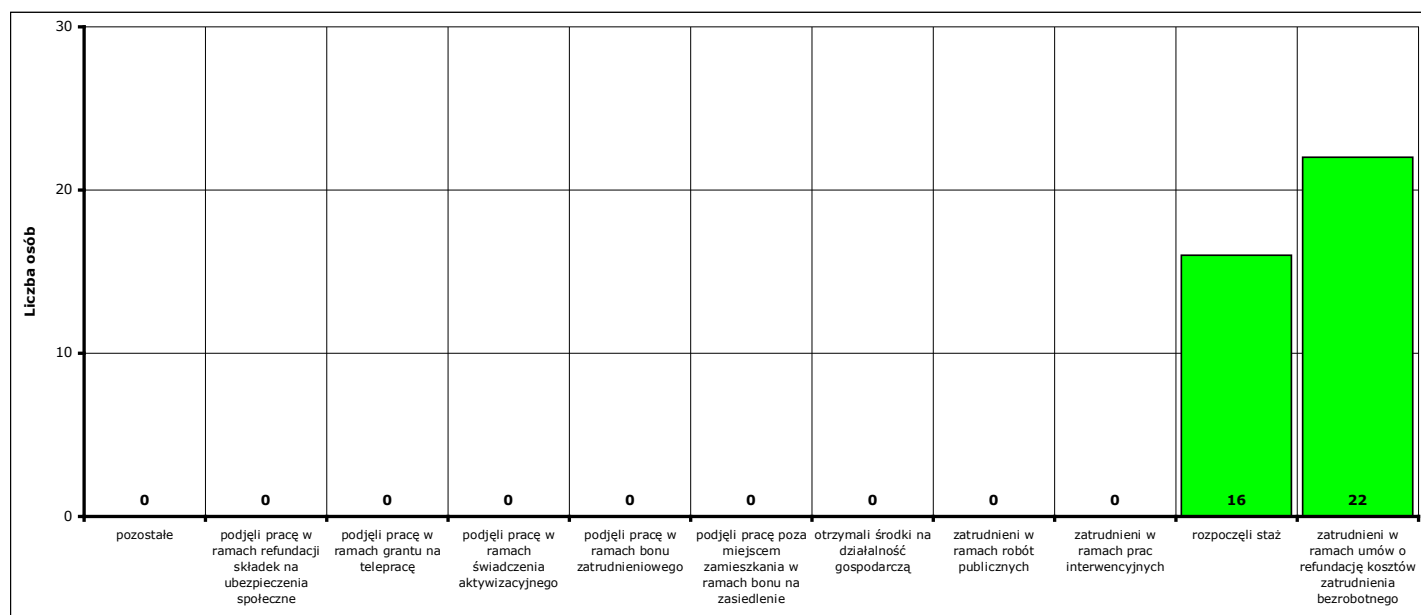 30
20
10
0
Liczba osób
0
0
0
0
0
0
0
0
0
16
22
pozostałe
podjęli pracę w
ramach refundacji
składek na
ubezpieczenia
społeczne
podjęli pracę w
ramach grantu na
telepracę
podjęli pracę w
ramach
świadczenia
aktywizacyjnego
podjęli pracę w
ramach bonu
zatrudnieniowego
podjęli pracę poza
miejscem
zamieszkania w
ramach bonu na
zasiedlenie
otrzymali środki na
działalność
gospodarczą
zatrudnieni w
ramach robót
publicznych
zatrudnieni w
ramach prac
interwencyjnych
rozpoczęli staż
zatrudnieni w
ramach umów o
refundację kosztów
zatrudnienia
bezrobotnego